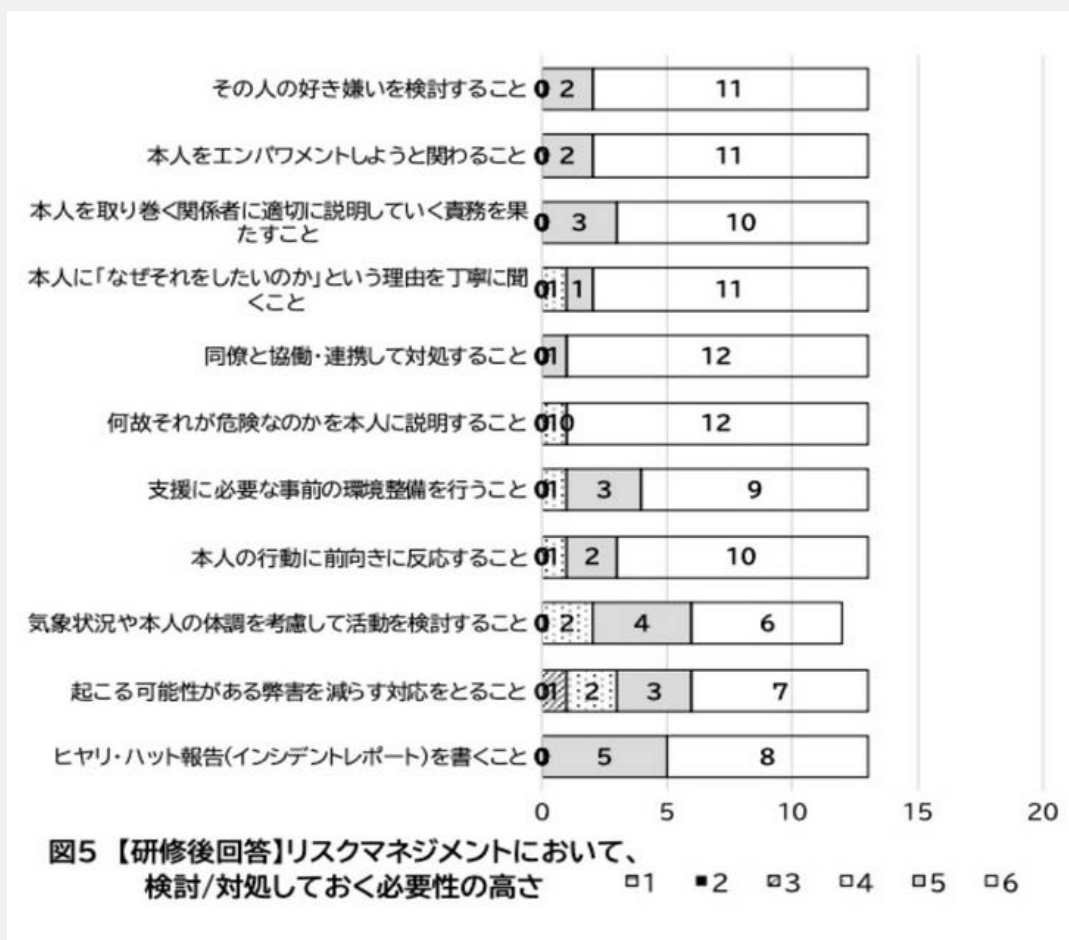 その人の好き嫌いを検討すること 0 2 11
本人をエンパワメントしようと関わること 0 2 11
本人を取り巻く関係者に適切に説明していく責務を果
たすこと 0 3 10
本人に「なぜそれをしたいのか」という理由を丁寧に聞
くこと 0 1 1 11
同僚と協働・連携して対処すること 0 1 12
何故それが危険なのかを本人に説明すること 0 1 0 12
支援に必要な事前の環境整備を行うこと 0 1 3 9
本人の行動に前向きに反応すること 0 1 2 10
気象状況や本人の体調を考慮して活動を検討すること 0 2 4 6
起こる可能性がある弊害を減らす対応をとること 0 1 2 3 7
ヒヤリ・ハット報告(インシデントレポート)を書くこと 0 5 8
0 5 10 15 20
図5 【研修後回答】リスクマネジメントにおいて、
検討/対処しておく必要性の高さ
1 2 3 4 5 6